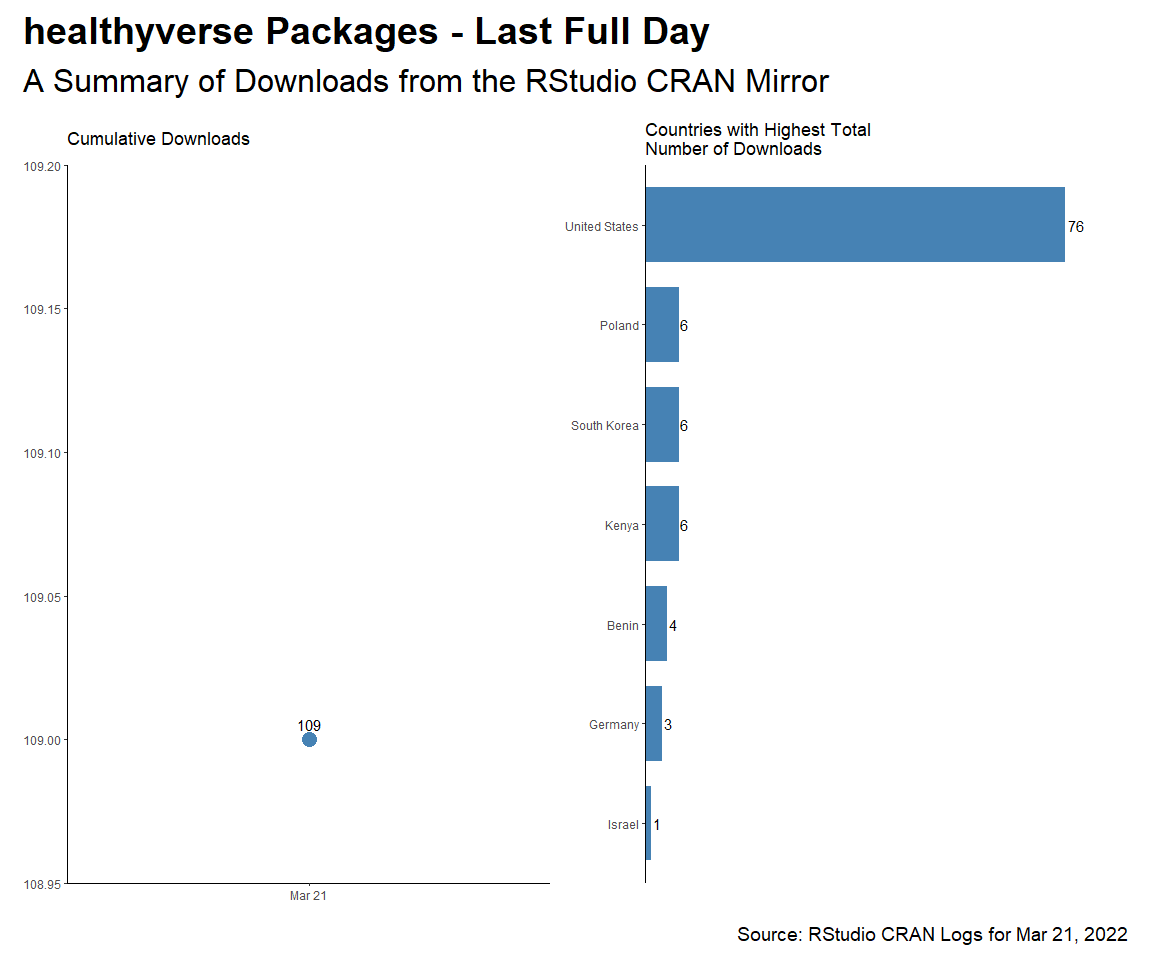 healthyverse Packages - Last Full Day
A Summary of Downloads from the RStudio CRAN Mirror
Cumulative Downloads
109.20
109.15
109.10
109.05
109.00
108.95
109
Mar 21
Countries with Highest Total
Number of Downloads
United States 76
Poland 6
South Korea 6
Kenya 6
Benin 4
Germany 3
Israel 1
Source: RStudio CRAN Logs for Mar 21, 2022